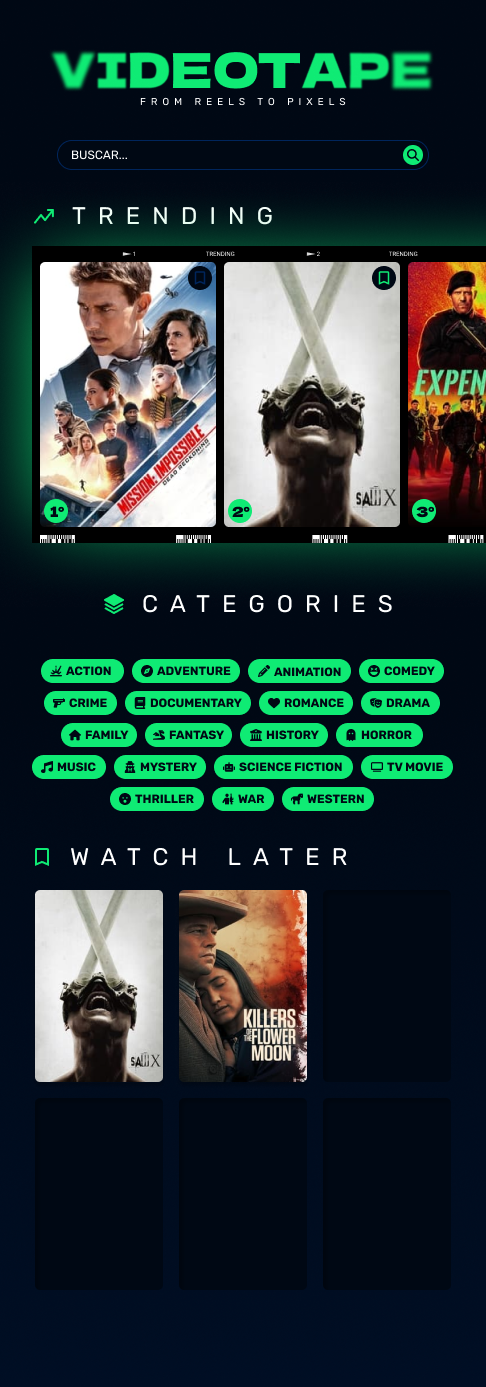 VIDEOTAPE
FROM REELS TO PIXELS
BUSCAR...
TRENDING
1 TRENDING 2 TRENDING
MISSION: IMPOSSIBLE
DEAD RECKONING
SAW X
EXPEN
1º 2º 3º
CATEGORIES
ACTION ADVENTURE ANIMATION COMEDY
CRIME DOCUMENTARY ROMANCE DRAMA
FAMILY FANTASY HISTORY HORROR
MUSIC MYSTERY SCIENCE FICTION TV MOVIE
THRILLER WAR WESTERN
WATCH LATER
SAW X
KILLERS
OF THE FLOWER
MOON